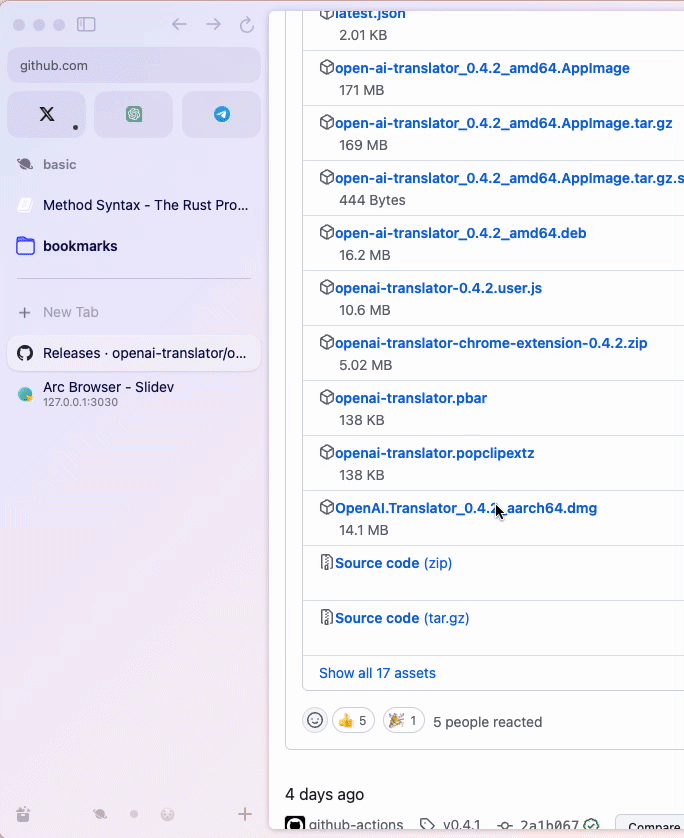 github.com
basic
Method Syntax - The Rust Pro...
bookmarks
New Tab
Releases · openai-translator/o...
Arc Browser - Slidev
127.0.0.1:3030
latest.json
2.01 KB
open-ai-translator_0.4.2_amd64.AppImage
171 MB
open-ai-translator_0.4.2_amd64.AppImage.tar.gz
169 MB
open-ai-translator_0.4.2_amd64.AppImage.tar.gz.s
444 Bytes
open-ai-translator_0.4.2_amd64.deb
16.2 MB
openai-translator-0.4.2.user.js
10.6 MB
openai-translator-chrome-extension-0.4.2.zip
5.02 MB
openai-translator.pbar
138 KB
openai-translator.popclipextz
138 KB
OpenAI.Translator_0.4.2_aarch64.dmg
14.1 MB
Source code (zip)
Source code (tar.gz)
Show all 17 assets
5 1 5 people reacted
4 days ago
github-actions v0.4.1 2a1b067 Compare